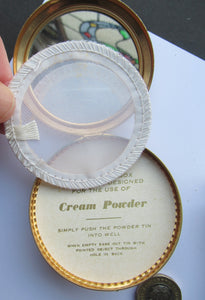 DESIGNED
FOR THE USE OF
Cream Powder
SIMPLY PUSH THE POWDER TIN
INTO WELL
WHEN EMPTY EASE OUT TIN WITH
POINTED OBJECT THROUGH
HOLE IN BACK